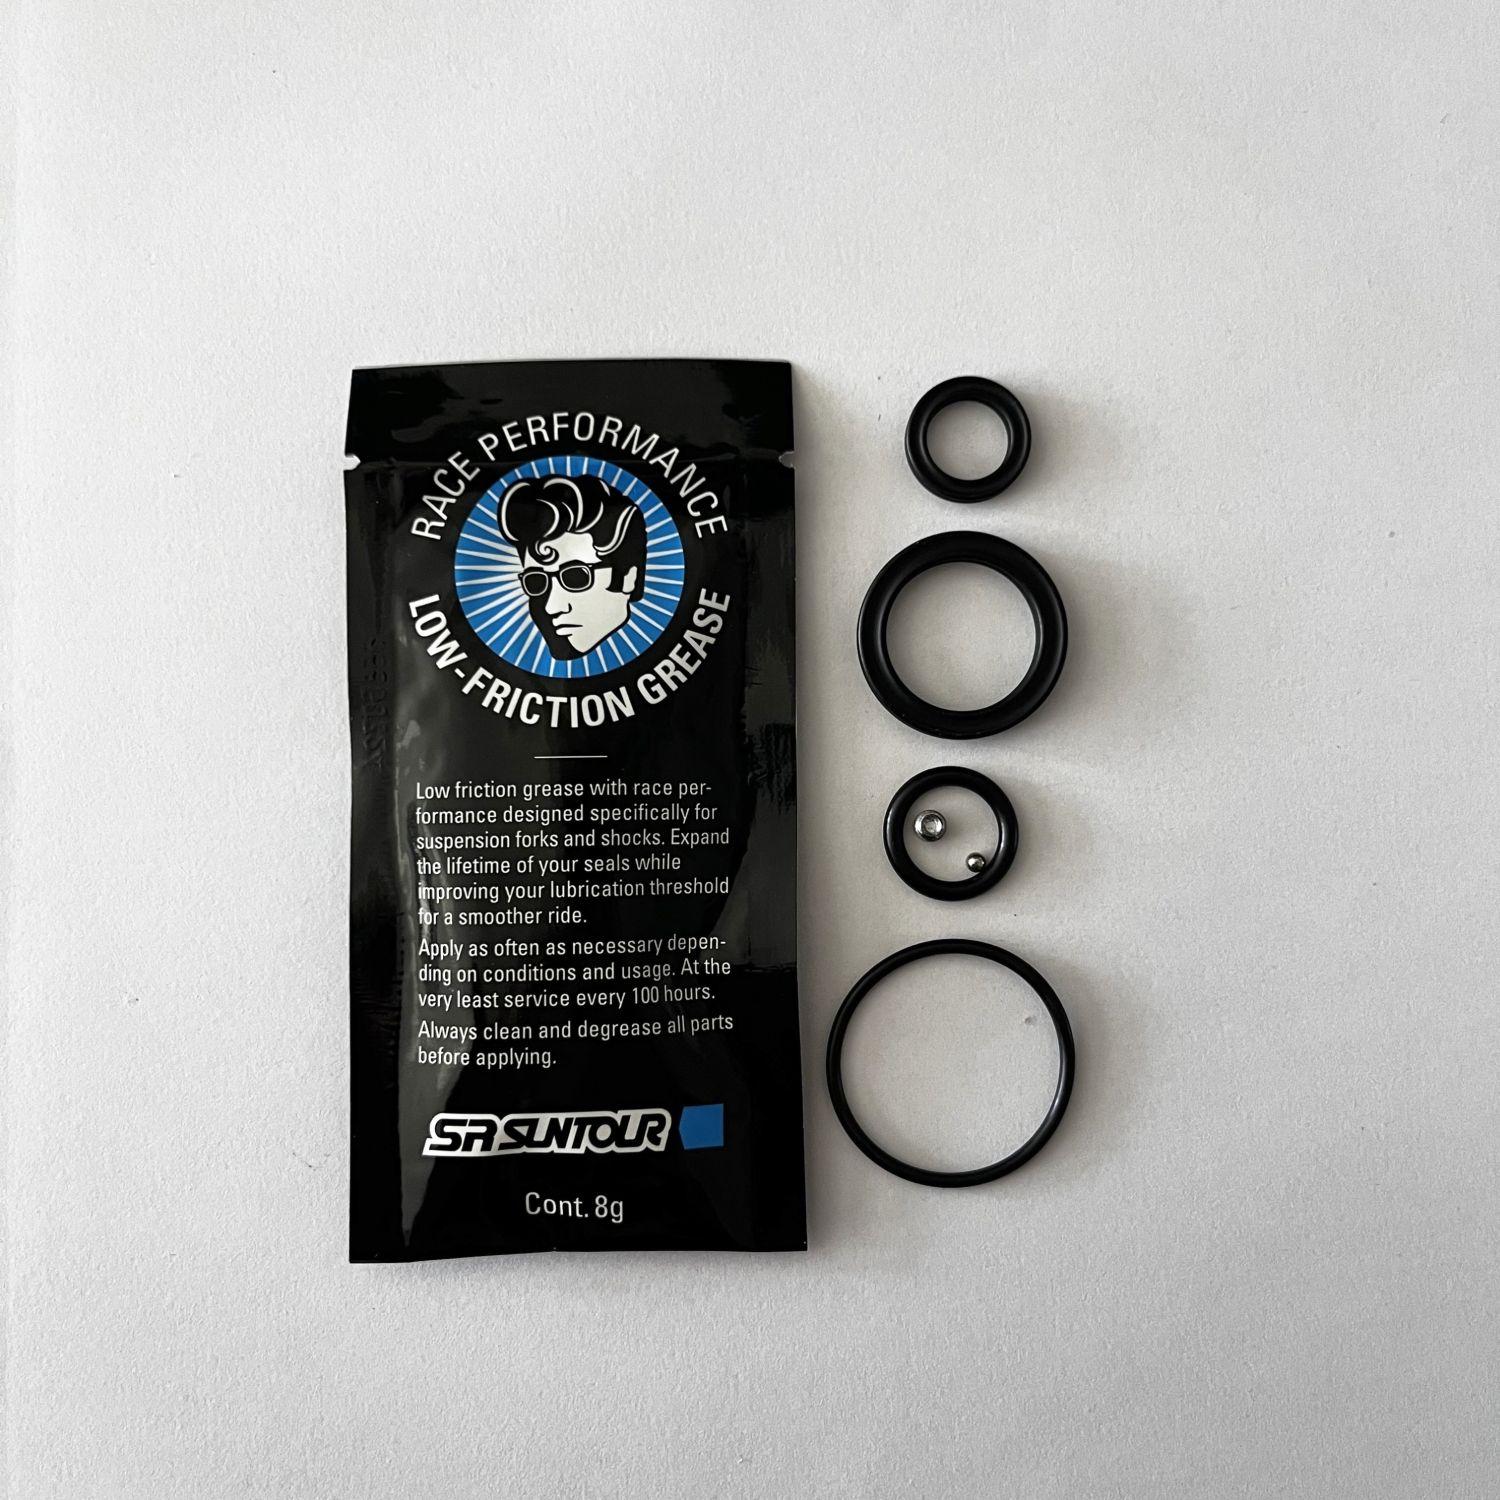 RACE PERFORMANCE
LOW-FRICTION GREASE
Low friction grease with race per-
formance designed specifically for
suspension forks and shocks. Expand
the lifetime of your seals while
improving your lubrication threshold
for a smoother ride.
Apply as often as necessary depen-
ding on conditions and usage. At the
very least service every 100 hours.
Always clean and degrease all parts
before applying.
SR SUNTOUR
Cont. 8g